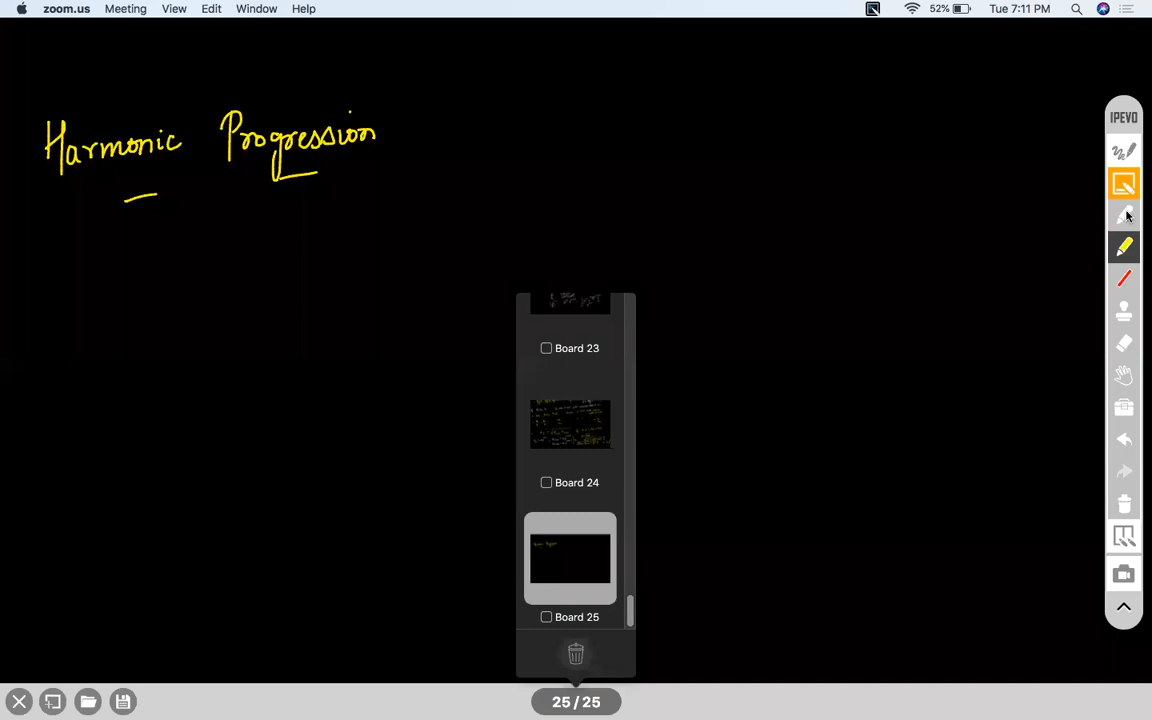 zoom.us Meeting View Edit Window Help 52% Tue 7:11 PM
Harmonic Progression
IPEVO
Board 23
Board 24
Board 25
25 / 25